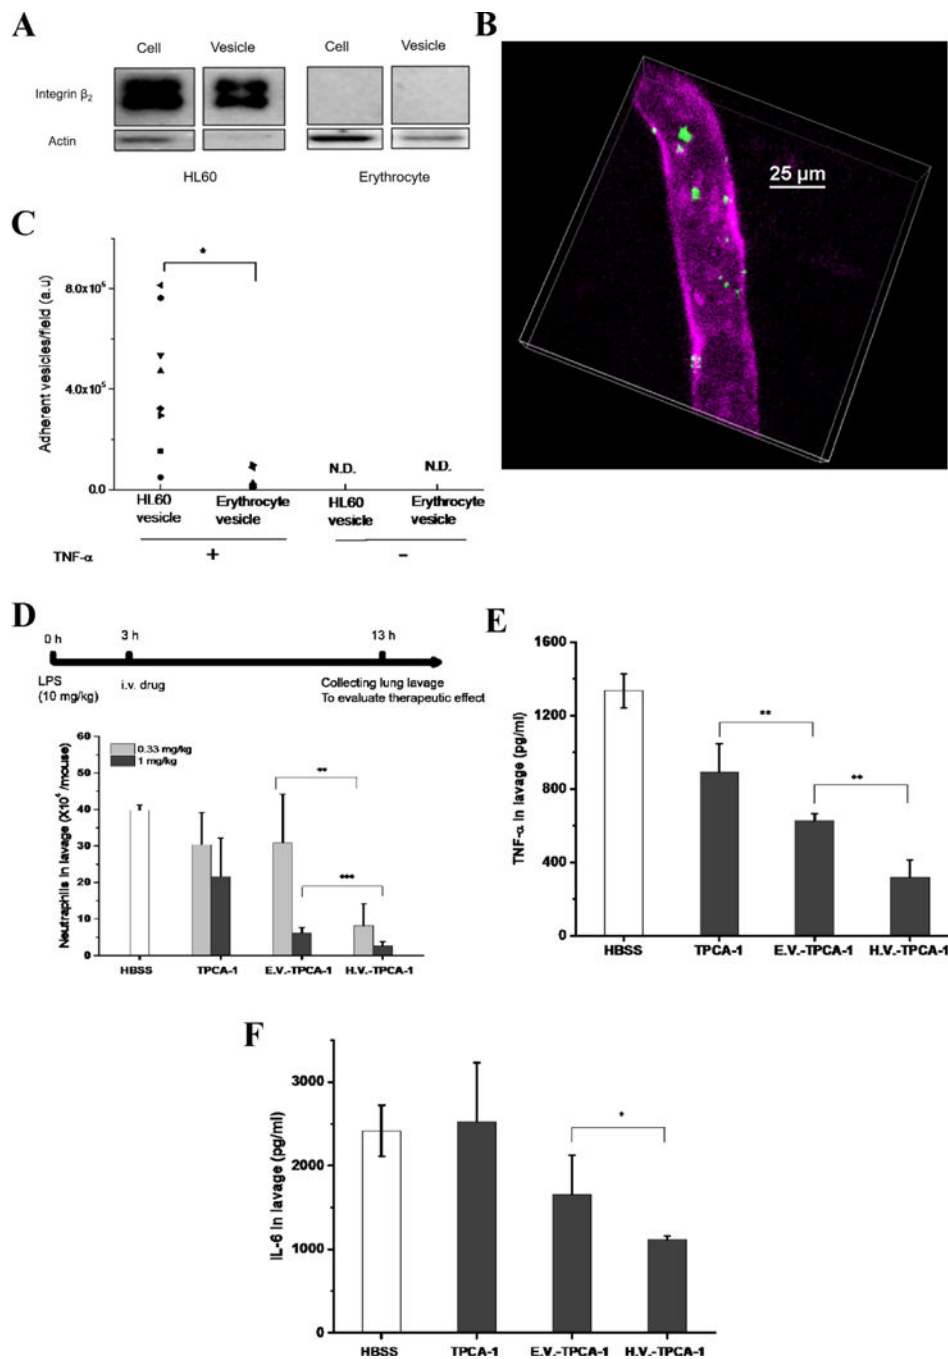 A
Cell Vesicle Cell Vesicle
Integrin β2
Actin
HL60 Erythrocyte
B
25 µm
C
Adherent vesicles/field (a.u)
*
8.0x10⁵
4.0x10⁵
0.0
N.D. N.D.
HL60 vesicle
Erythrocyte vesicle
HL60 vesicle
Erythrocyte vesicle
TNF-α + -
D
0 h 3 h 13 h
LPS (10 mg/kg)
i.v. drug
Collecting lung lavage
To evaluate therapeutic effect
Neutraphils in lavage (X10⁴ /mouse)
60
50
40
30
20
10
0
0.33 mg/kg
1 mg/kg
**
***
HBSS TPCA-1 E.V.-TPCA-1 H.V.-TPCA-1
E
TNF-α in lavage (pg/ml)
1600
1200
800
400
0
**
**
HBSS TPCA-1 E.V.-TPCA-1 H.V.-TPCA-1
F
IL-6 in lavage (pg/ml)
3000
2000
1000
0
*
HBSS TPCA-1 E.V.-TPCA-1 H.V.-TPCA-1